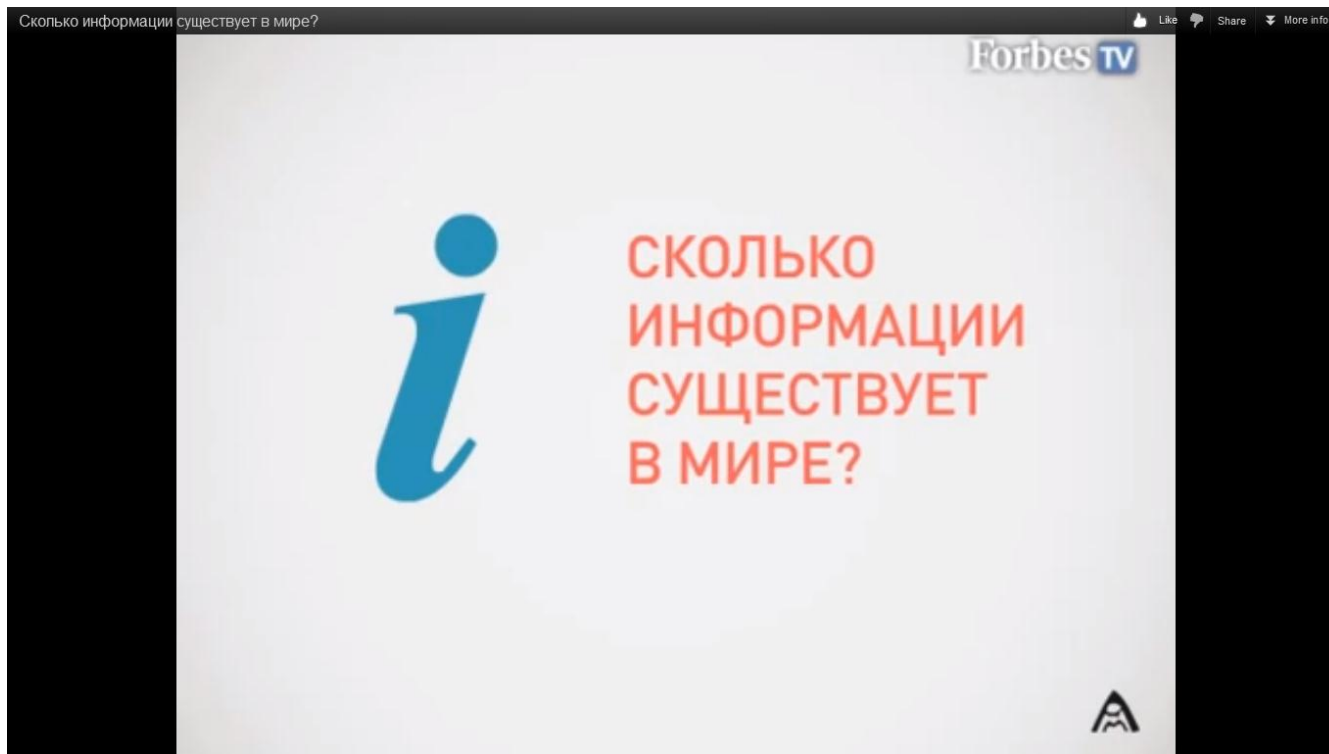 Сколько информации существует в мире?
Like Share More info
Forbes TV
i
СКОЛЬКО
ИНФОРМАЦИИ
СУЩЕСТВУЕТ
В МИРЕ?